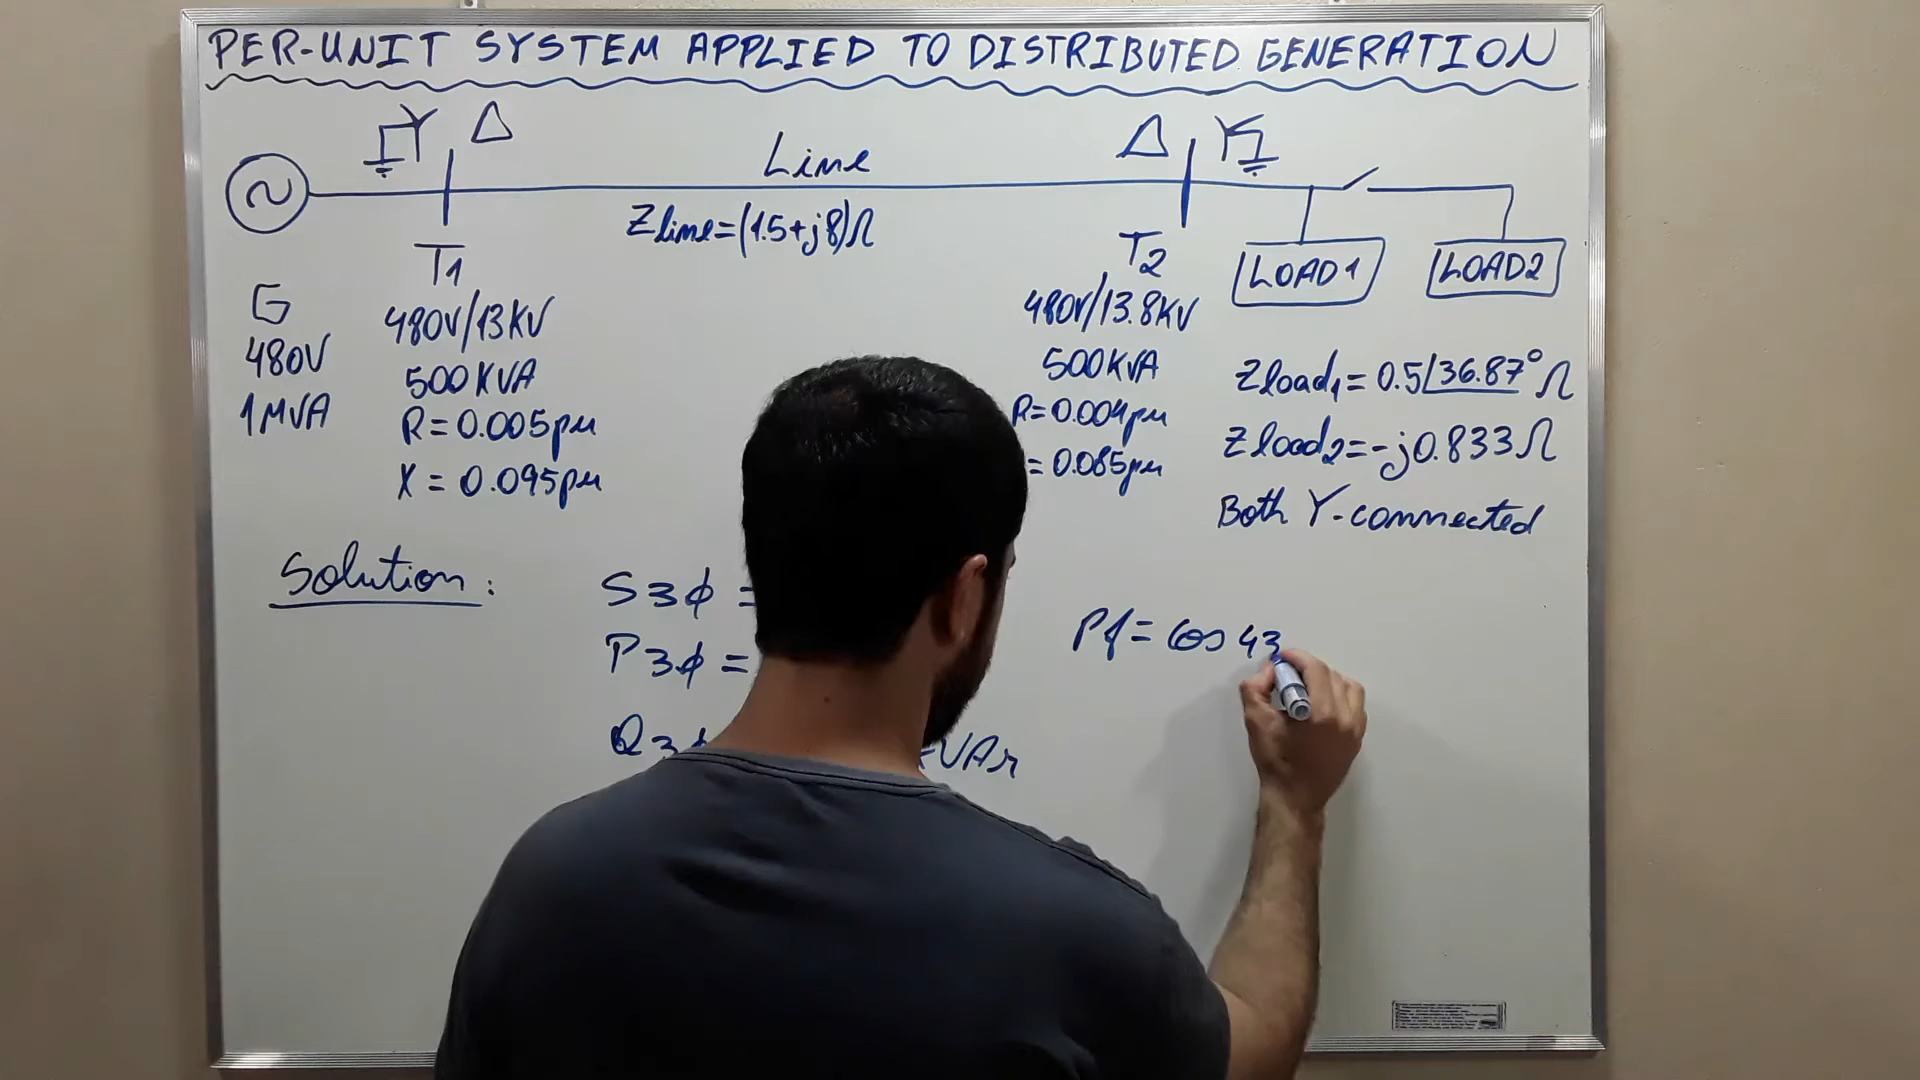 PER-UNIT SYSTEM APPLIED TO DISTRIBUTED GENERATION
Line
Zline=(1.5+j8)Ω
T1
480V/13KV
500KVA
R=0.005pu
X=0.095pu
G
480V
1MVA
T2
480V/13.8KV
500KVA
R=0.004pu
=0.085pu
LOAD1
LOAD2
Zload1=0.5∠36.87°Ω
Zload2=-j0.833Ω
Both Y-connected
Solution:
S3ϕ =
P3ϕ =
Q3ϕ
VAr
Pf= cos 43